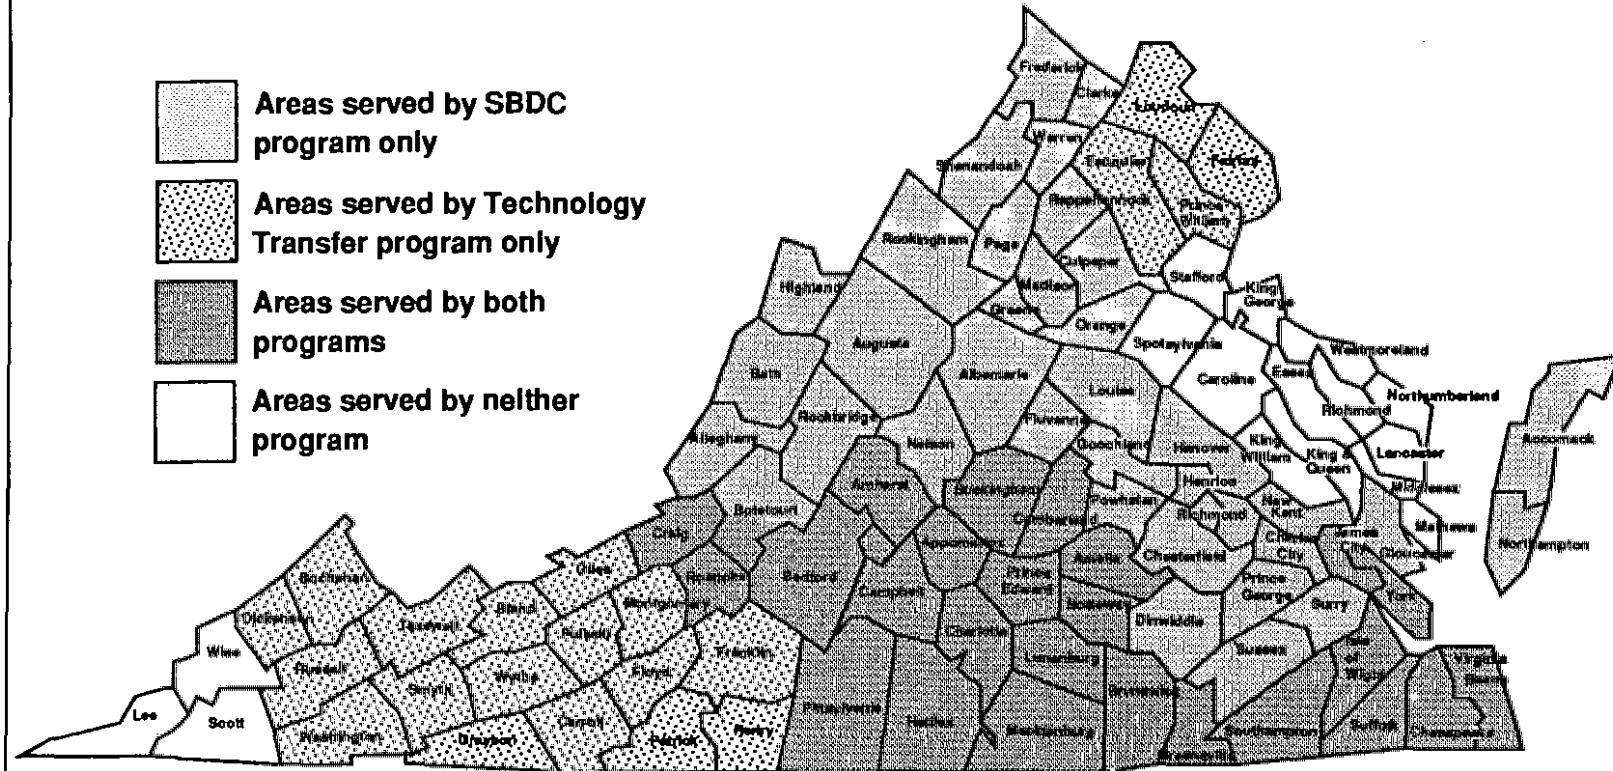 Areas served by SBDC
program only
Areas served by Technology
Transfer program only
Areas served by both
programs
Areas served by neither
program
Frederick
Clarke
Loudoun
Warren
Shenandoah
Fauquier
Fairfax
Rappahannock
Prince
William
Rockingham
Page
Culpeper
Stafford
Highland
Madison
King
George
Greene
Orange
Augusta
Spotsylvania
Westmoreland
Bath
Albemarle
Essex
Caroline
Louisa
Northumberland
Richmond
Rockbridge
Fluvanna
Alleghany
Nelson
Goochland
Hanover
King
William
King &
Queen
Lancaster
Accomack
Amherst
Buckingham
Henrico
Middlesex
Powhatan
New
Kent
Botetourt
Cumberland
Richmond
Mathews
Craig
Appomattox
Amelia
Chesterfield
Charles
City
James
City
Gloucester
Northampton
Giles
Roanoke
Bedford
Campbell
Prince
Edward
Buchanan
Bland
Montgomery
Nottoway
Prince
George
York
Dickenson
Tazewell
Pulaski
Charlotte
Dinwiddie
Surry
Wise
Russell
Franklin
Lunenburg
Sussex
Isle
of
Wight
Virginia
Beach
Smyth
Wythe
Floyd
Brunswick
Lee
Scott
Washington
Grayson
Carroll
Patrick
Henry
Pittsylvania
Halifax
Mecklenburg
Greensville
Southampton
Suffolk
Chesapeake